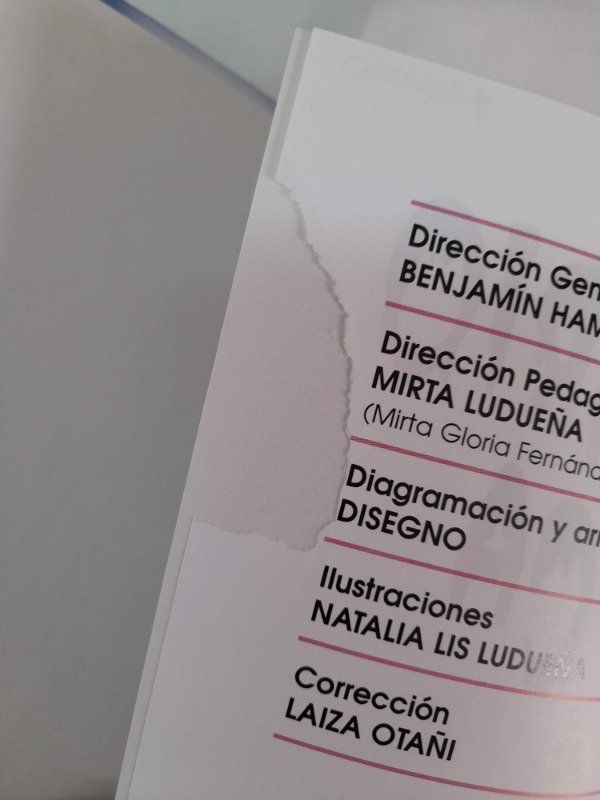 Dirección Gen
BENJAMÍN HAM
Dirección Pedag
MIRTA LUDUEÑA
(Mirta Gloria Fernánd
Diagramación y arm
DISEGNO
Ilustraciones
NATALIA LIS LUDUEÑA
Corrección
LAIZA OTAÑI